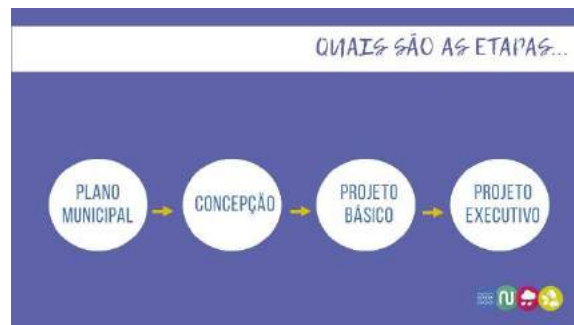 QUAIS SÃO AS ETAPAS...
PLANO
MUNICIPAL
CONCEPÇÃO
PROJETO
BÁSICO
PROJETO
EXECUTIVO